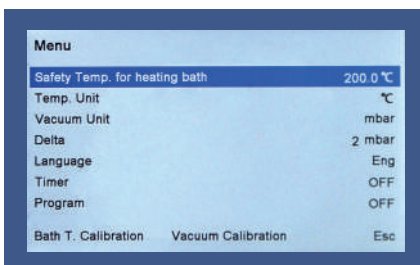 Menu
Safety Temp. for heating bath 200.0 ℃
Temp. Unit ℃
Vacuum Unit mbar
Delta 2 mbar
Language Eng
Timer OFF
Program OFF
Bath T. Calibration Vacuum Calibration Esc